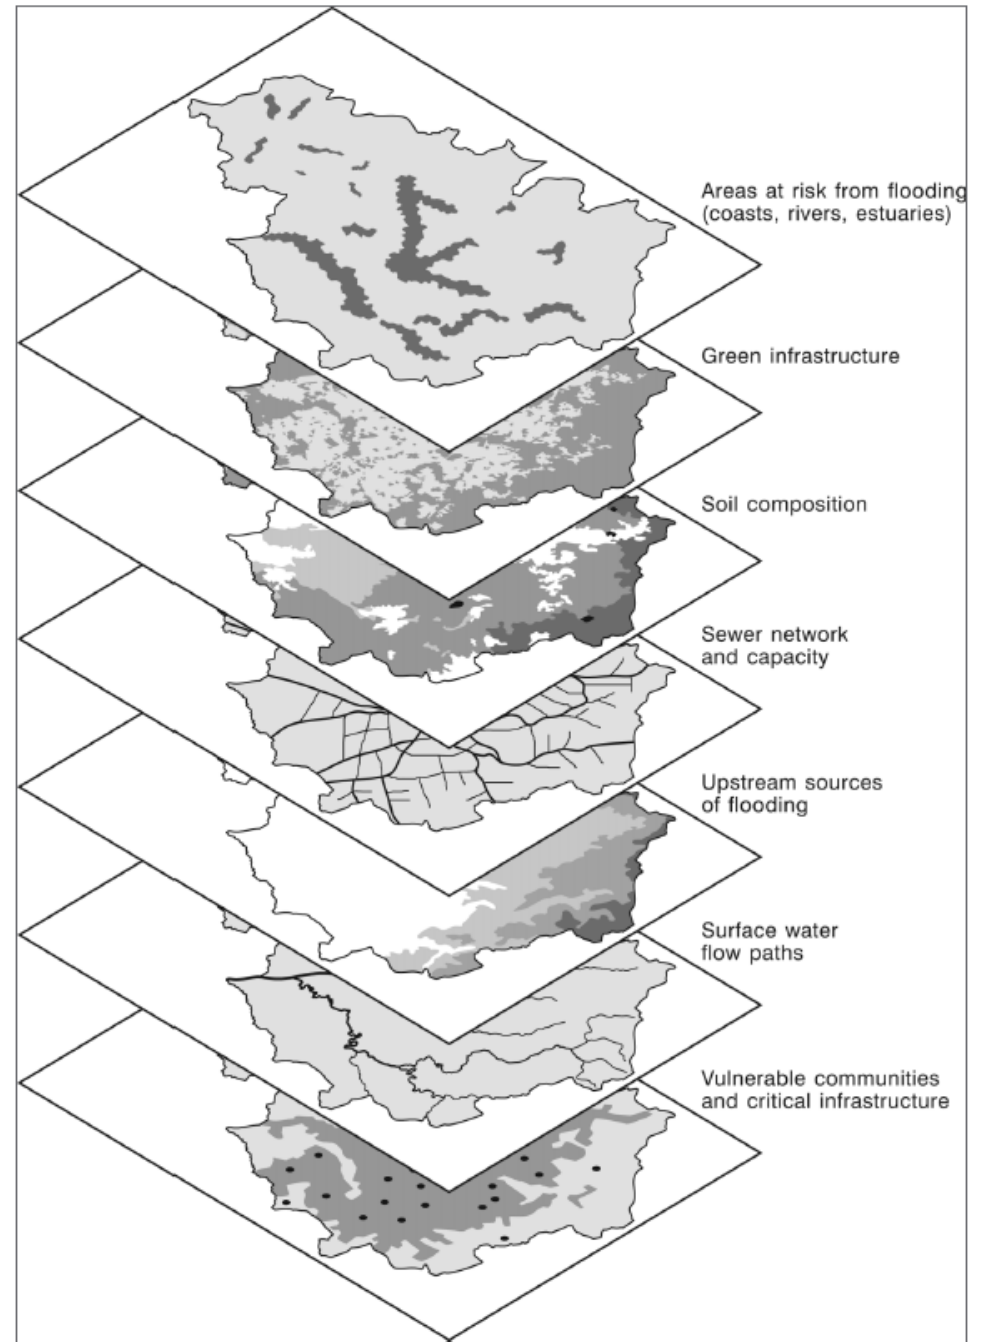 Areas at risk from flooding
(coasts, rivers, estuaries)
Green infrastructure
Soil composition
Sewer network
and capacity
Upstream sources
of flooding
Surface water
flow paths
Vulnerable communities
and critical infrastructure